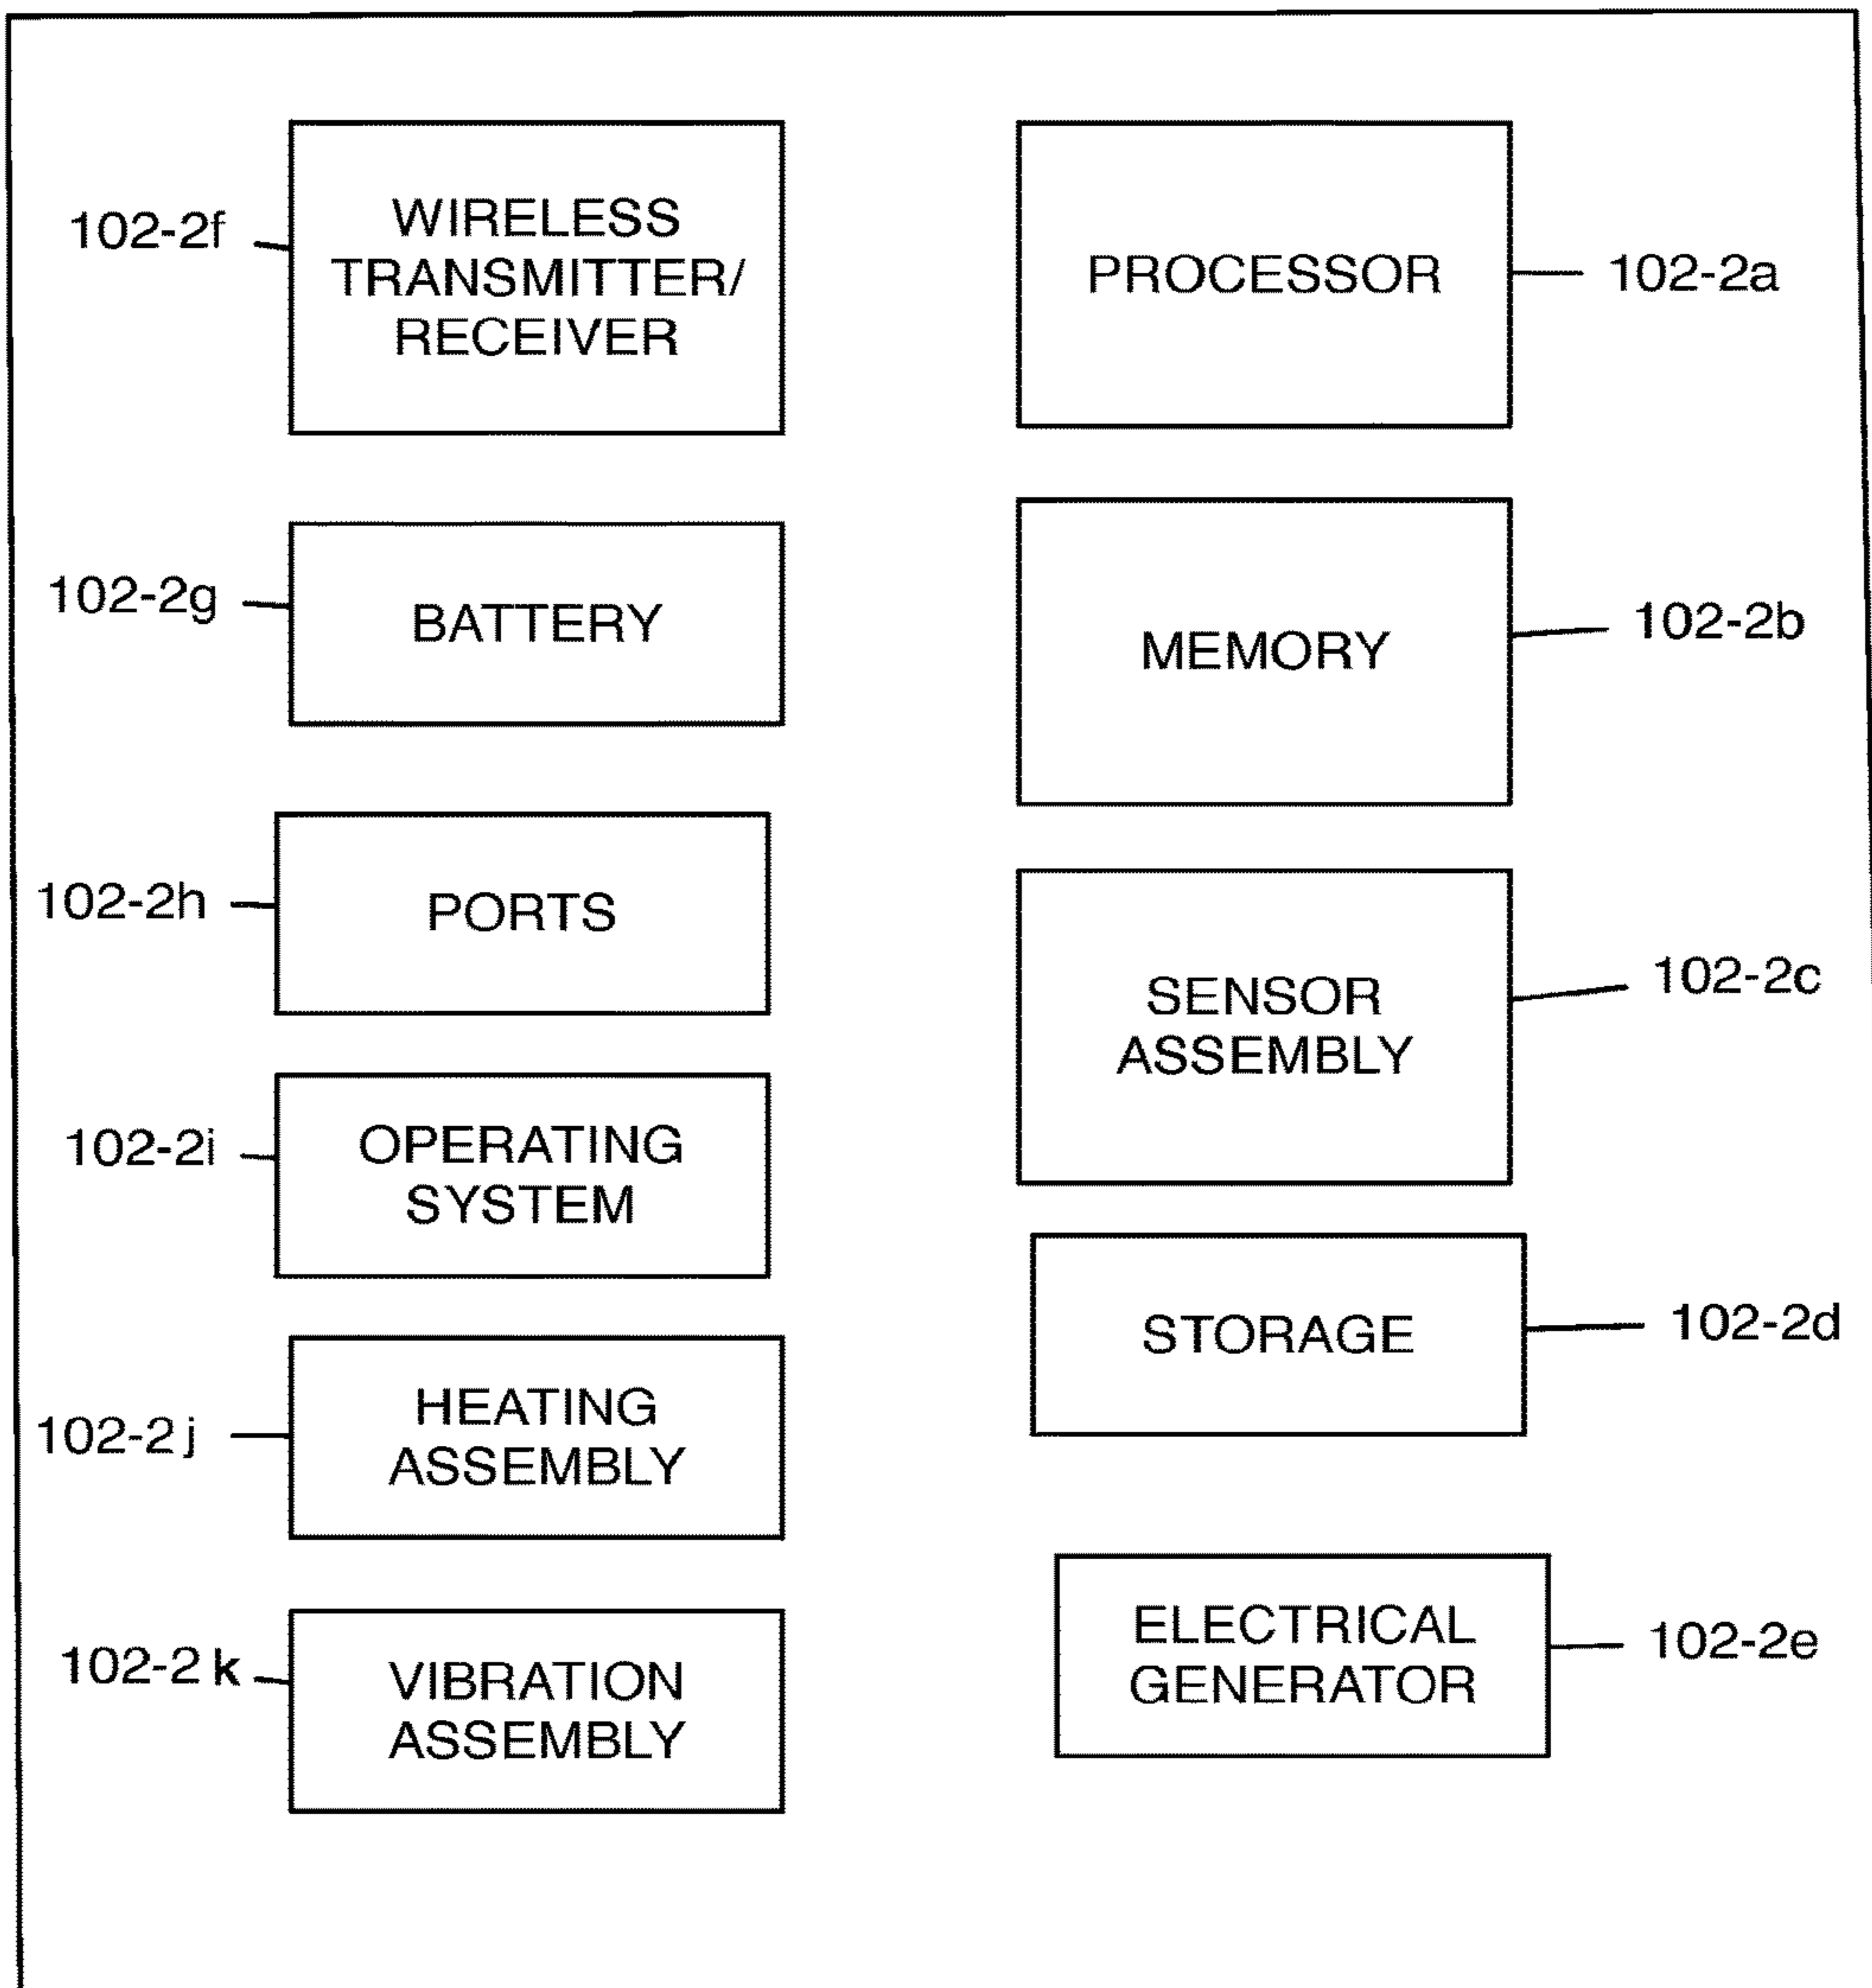 102-2f
WIRELESS
TRANSMITTER/
RECEIVER
102-2g
BATTERY
102-2h
PORTS
102-2i
OPERATING
SYSTEM
102-2j
HEATING
ASSEMBLY
102-2k
VIBRATION
ASSEMBLY
PROCESSOR
102-2a
MEMORY
102-2b
SENSOR
ASSEMBLY
102-2c
STORAGE
102-2d
ELECTRICAL
GENERATOR
102-2e